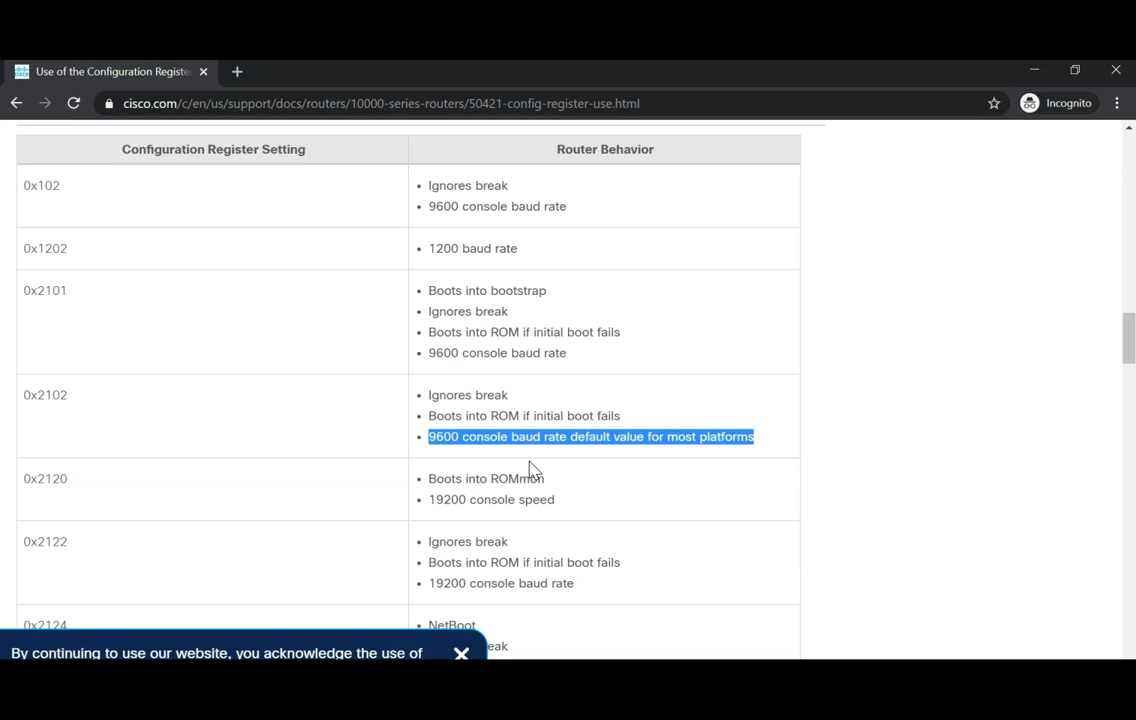 Use of the Configuration Registe
cisco.com/c/en/us/support/docs/routers/10000-series-routers/50421-config-register-use.html
Incognito
Configuration Register Setting
Router Behavior
0x102
• Ignores break
• 9600 console baud rate
0x1202
• 1200 baud rate
0x2101
• Boots into bootstrap
• Ignores break
• Boots into ROM if initial boot fails
• 9600 console baud rate
0x2102
• Ignores break
• Boots into ROM if initial boot fails
• 9600 console baud rate default value for most platforms
0x2120
• Boots into ROMmon
• 19200 console speed
0x2122
• Ignores break
• Boots into ROM if initial boot fails
• 19200 console baud rate
0x2124
• NetBoot
eak
By continuing to use our website, you acknowledge the use of